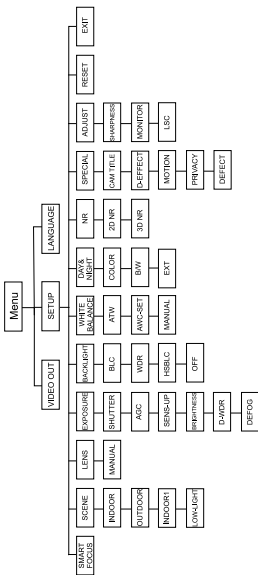 Menu
VIDEO OUT
SETUP
LANGUAGE
SMART
FOCUS
SCENE
INDOOR
OUTDOOR
INDOOR1
LOW-LIGHT
LENS
MANUAL
EXPOSURE
SHUTTER
AGC
SENS-UP
BRIGHTNESS
D-WDR
DEFOG
BACKLIGHT
BLC
WDR
HSBLC
OFF
WHITE
BALANCE
ATW
AWC-SET
MANUAL
DAY&
NIGHT
COLOR
B/W
EXT
NR
2D NR
3D NR
SPECIAL
CAM TITLE
D-EFFECT
MOTION
PRIVACY
DEFECT
ADJUST
SHARPNESS
MONITOR
LSC
RESET
EXIT